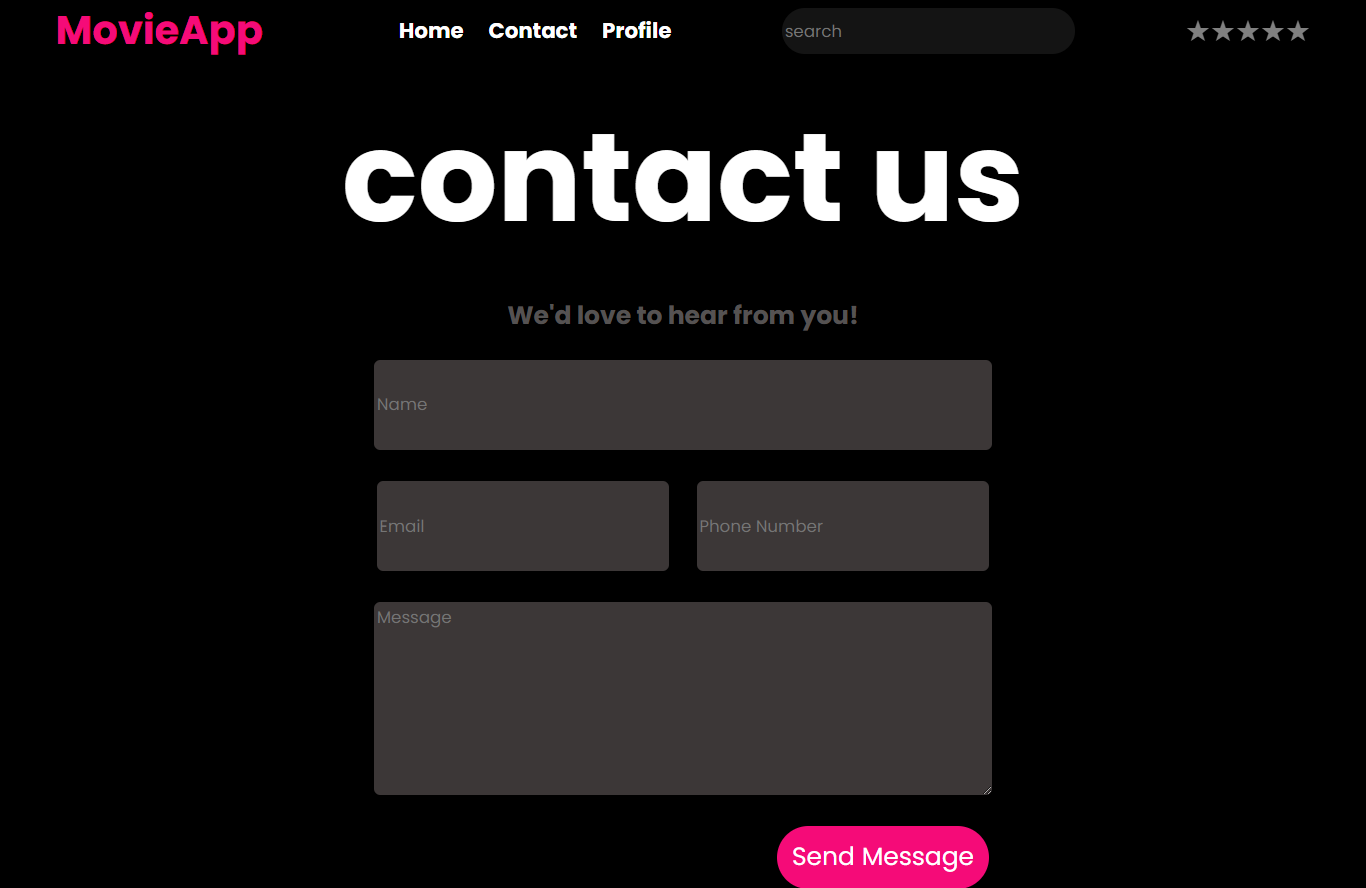 MovieApp Home Contact Profile search ★★★★★
contact us
We'd love to hear from you!
Name
Email Phone Number
Message
Send Message